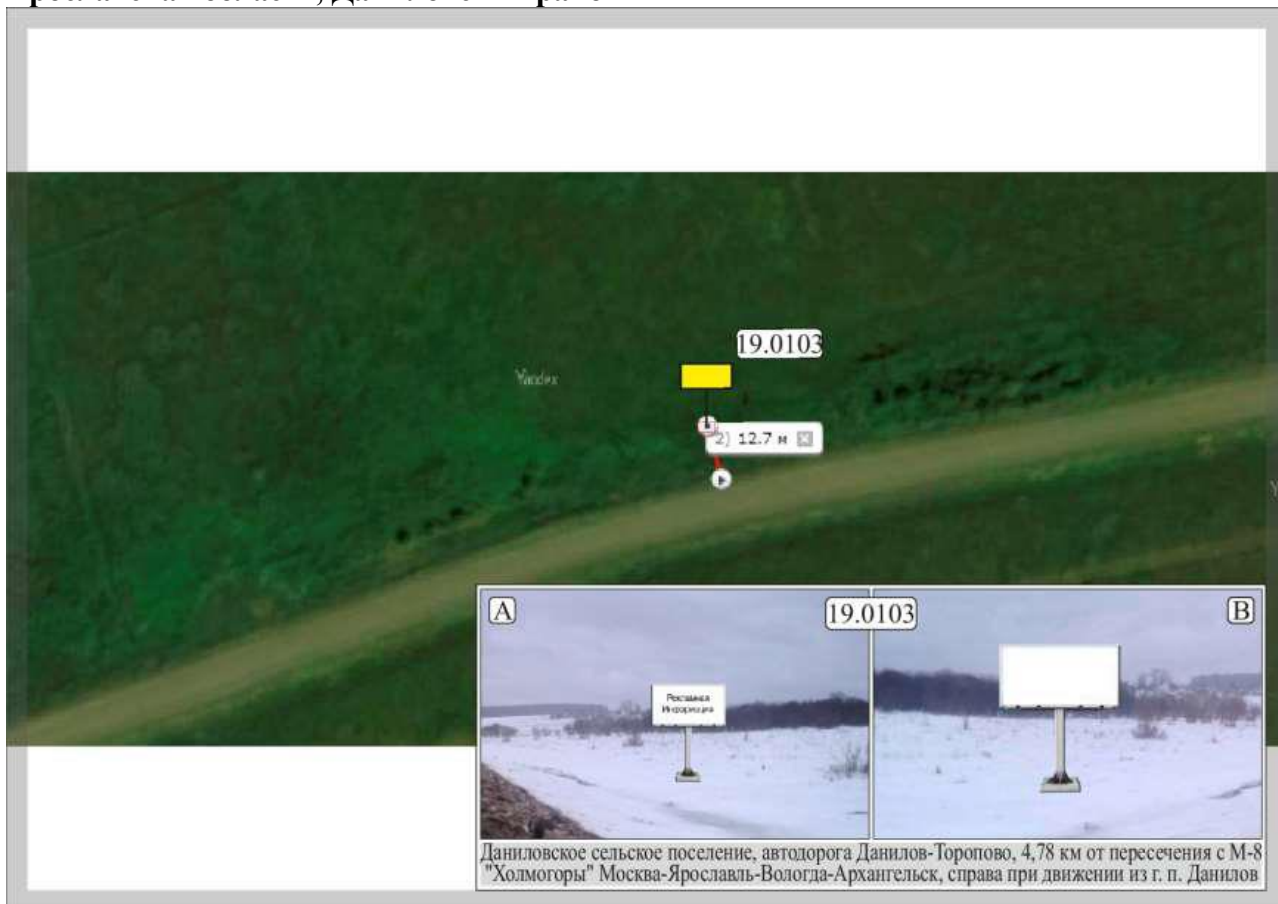 19.0103
Yandex
2) 12.7 м
A
19.0103
B
Рекламная
Информация
Даниловское сельское поселение, автодорога Данилов-Торопово, 4,78 км от пересечения с М-8
"Холмогоры" Москва-Ярославль-Вологда-Архангельск, справа при движении из г. п. Данилов